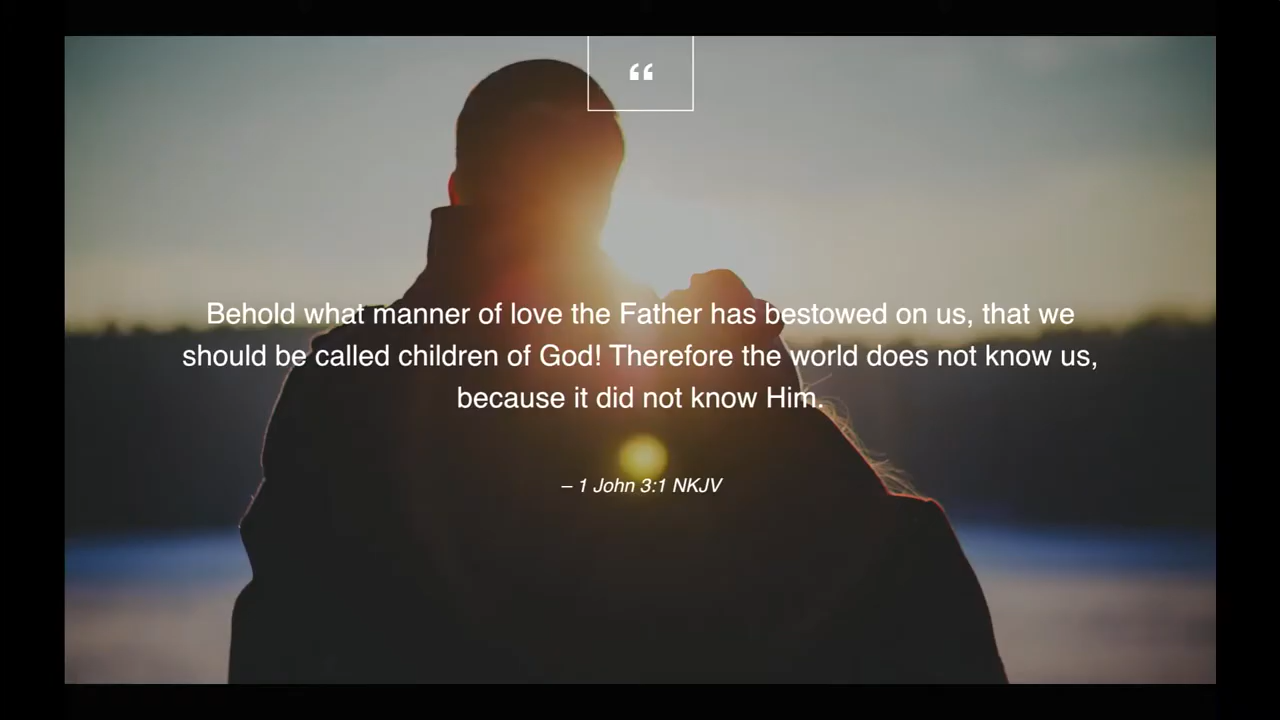 “
Behold what manner of love the Father has bestowed on us, that we
should be called children of God! Therefore the world does not know us,
because it did not know Him.
– 1 John 3:1 NKJV